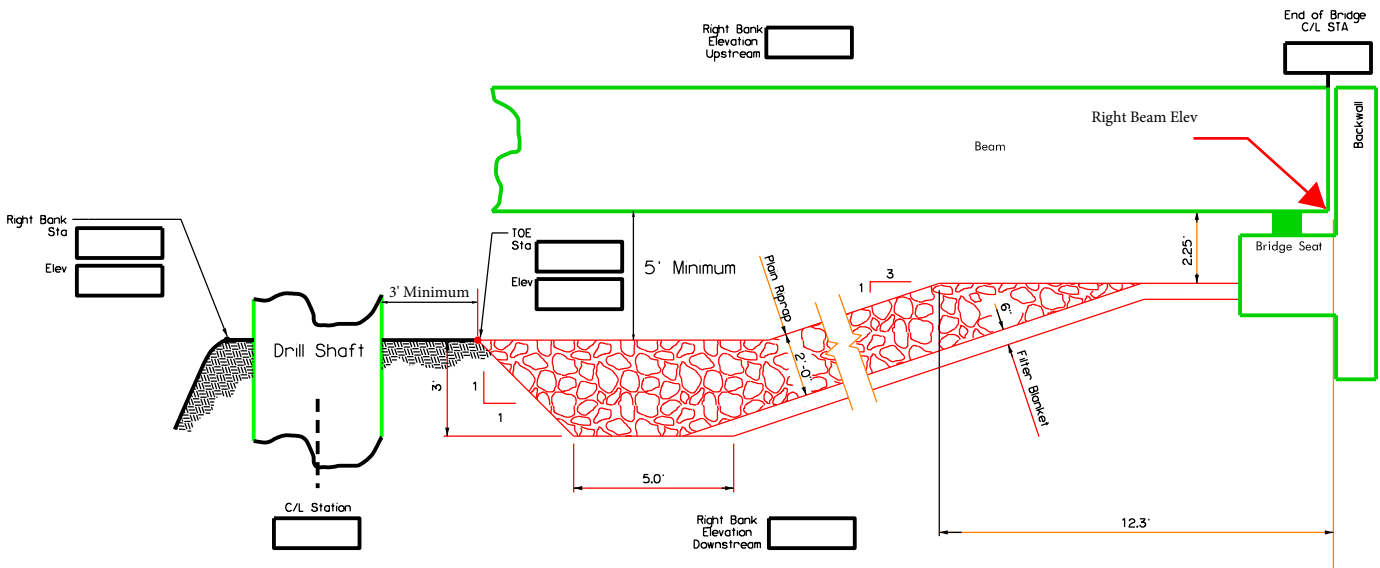 End of Bridge
C/L STA
Right Bank
Elevation
Upstream
Right Beam Elev
Backwall
Beam
Right Bank
Sta
Elev
TOE
Sta
Elev
5' Minimum
3' Minimum
Plain Riprap
3
1
2.25'
Bridge Seat
Drill Shaft
3'
1
1
2'-0"
6"
Filter Blanket
5.0'
12.3'
C/L Station
Right Bank
Elevation
Downstream